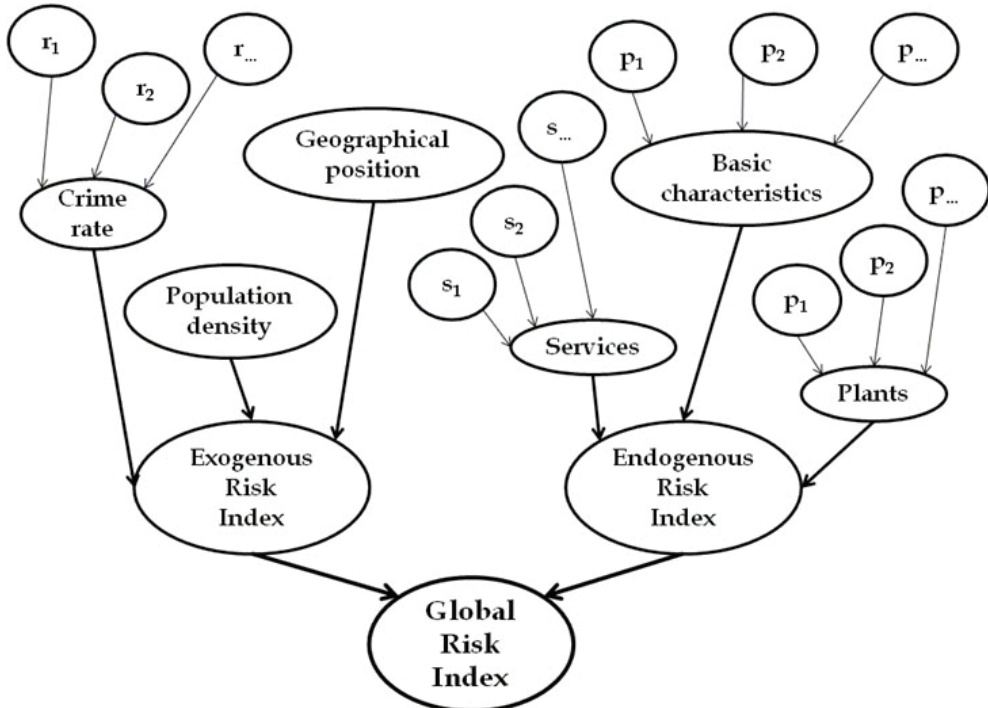 r₁
r₂
r...
Crime
rate
Geographical
position
Population
density
Exogenous
Risk
Index
s₁
s₂
s...
Services
p₁
p₂
p...
Basic
characteristics
p₁
p₂
p...
Plants
Endogenous
Risk
Index
Global
Risk
Index